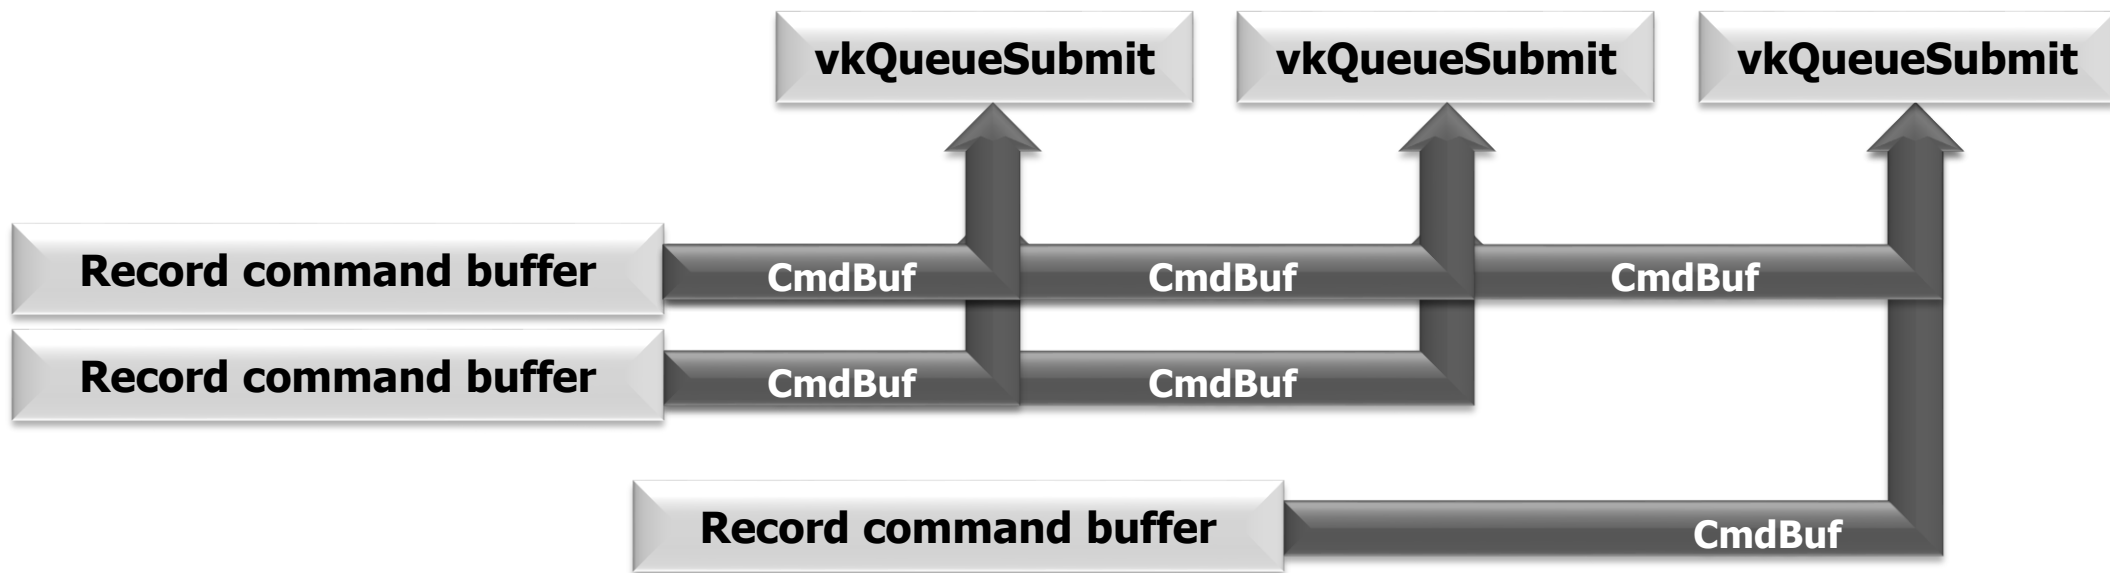 vkQueueSubmit vkQueueSubmit vkQueueSubmit
Record command buffer CmdBuf CmdBuf CmdBuf
Record command buffer CmdBuf CmdBuf
Record command buffer CmdBuf